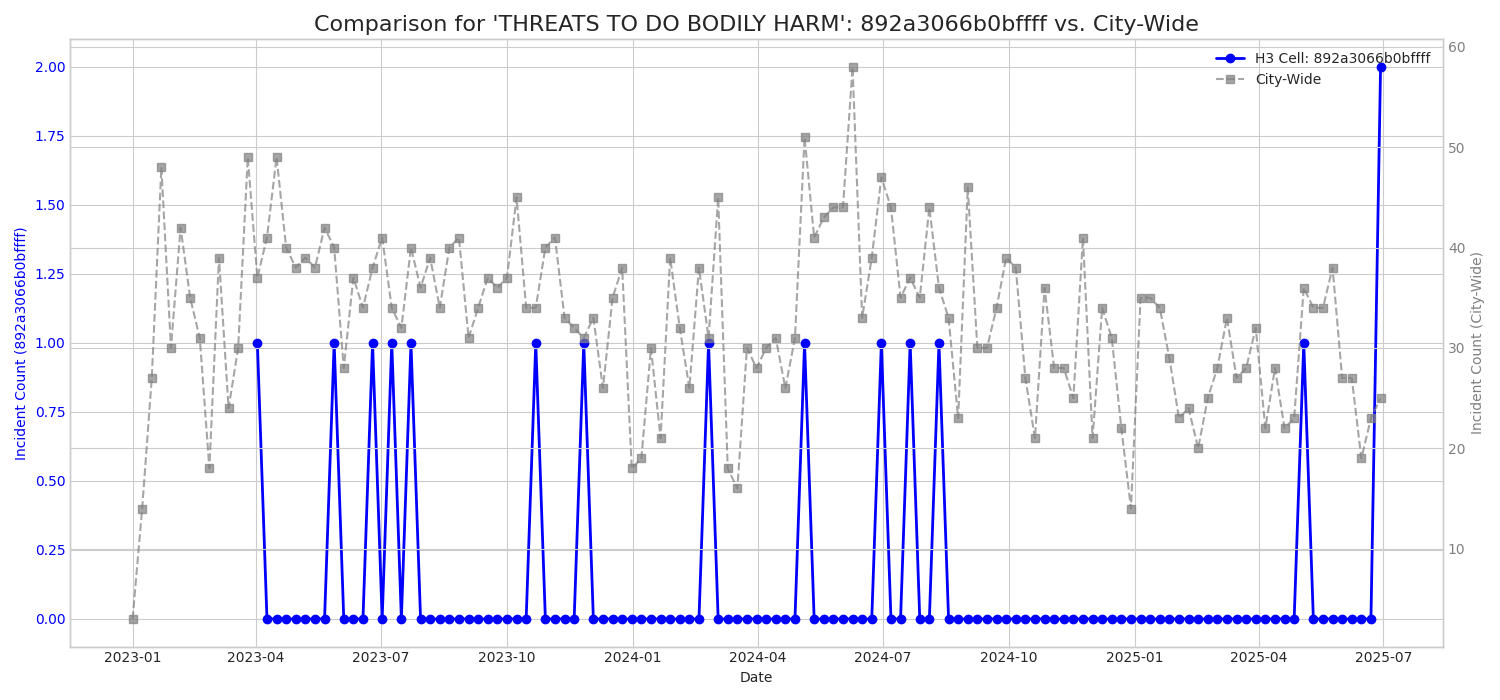 Comparison for 'THREATS TO DO BODILY HARM': 892a3066b0bffff vs. City-Wide
H3 Cell: 892a3066b0bffff
City-Wide
Incident Count (892a3066b0bffff)
2.00
1.75
1.50
1.25
1.00
0.75
0.50
0.25
0.00
60
50
40
30
20
10
Incident Count (City-Wide)
2023-01 2023-04 2023-07 2023-10 2024-01 2024-04 2024-07 2024-10 2025-01 2025-04 2025-07
Date